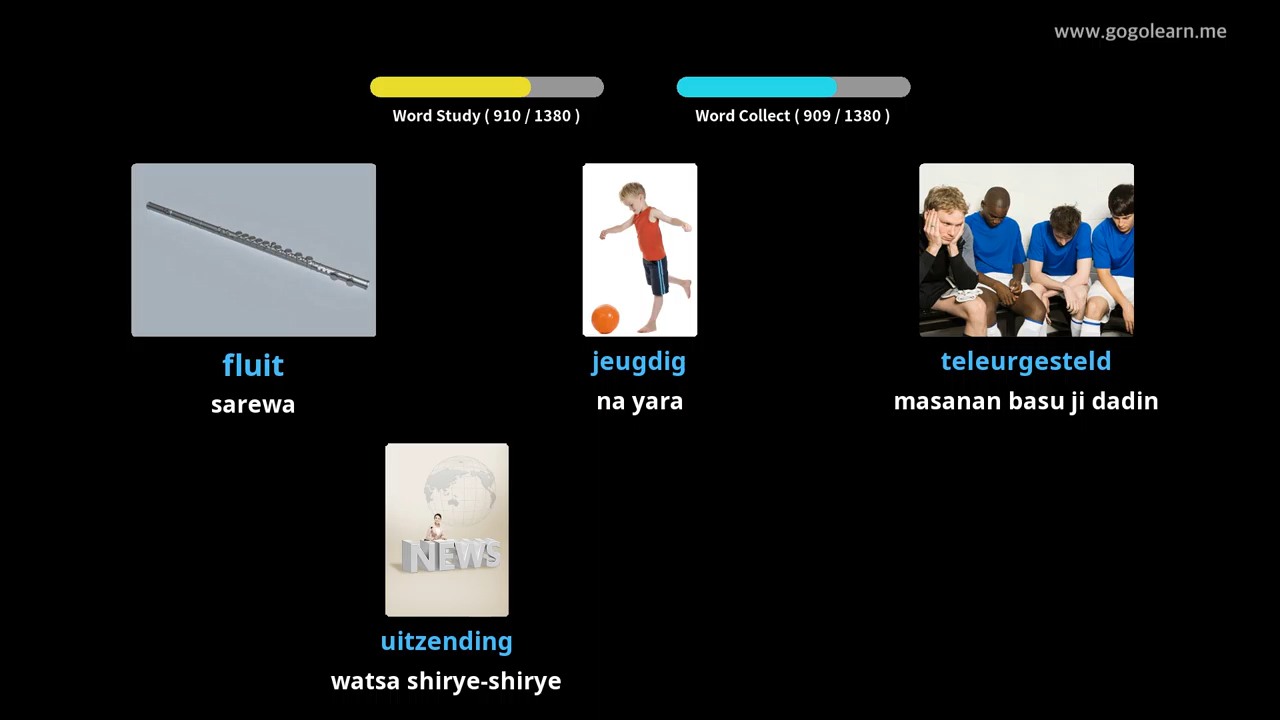 www.gogolearn.me
Word Study ( 910 / 1380 )
Word Collect ( 909 / 1380 )
fluit
sarewa
jeugdig
na yara
teleurgesteld
masanan basu ji dadin
NEWS
uitzending
watsa shirye-shirye